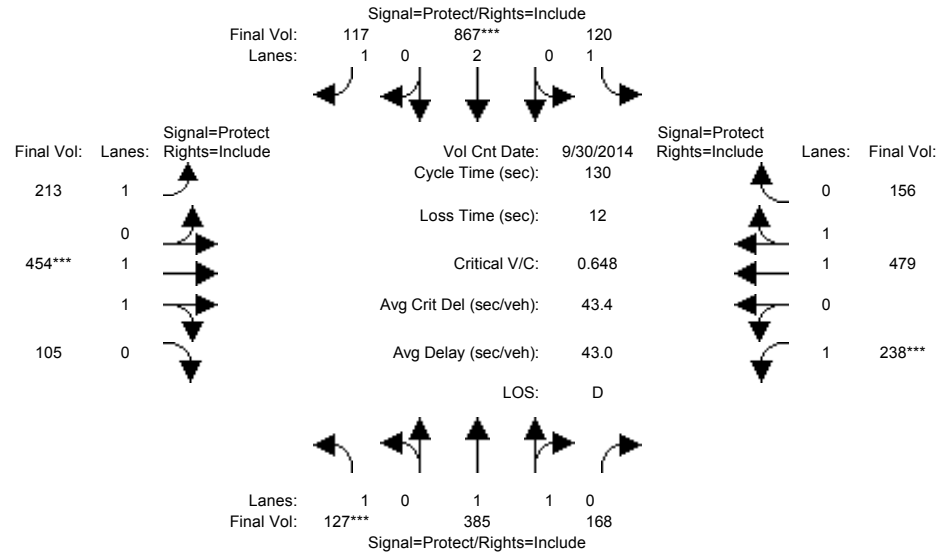 Signal=Protect/Rights=Include
Final Vol: 117 867*** 120
Lanes: 1 0 2 0 1
Signal=Protect
Final Vol: Lanes: Rights=Include
Vol Cnt Date: 9/30/2014
Signal=Protect
Rights=Include Lanes: Final Vol:
Cycle Time (sec): 130
213 1
0 156
Loss Time (sec): 12
0
1
454*** 1
Critical V/C: 0.648
1 479
1
Avg Crit Del (sec/veh): 43.4
0
105 0
Avg Delay (sec/veh): 43.0
1 238***
LOS: D
Lanes: 1 0 1 1 0
Final Vol: 127*** 385 168
Signal=Protect/Rights=Include